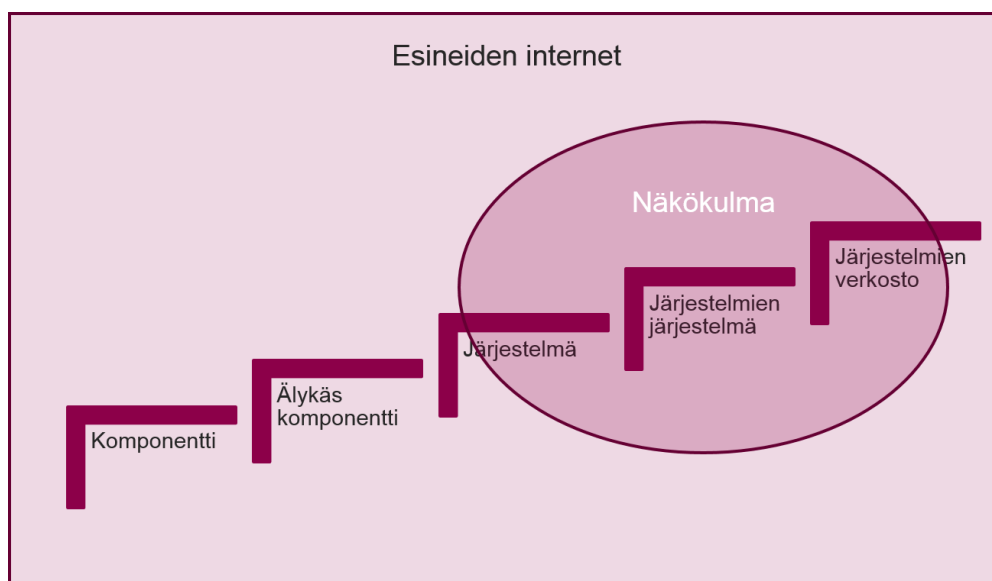 Esineiden internet
Näkökulma
Järjestelmien
verkosto
Järjestelmien
järjestelmä
Järjestelmä
Älykäs
komponentti
Komponentti